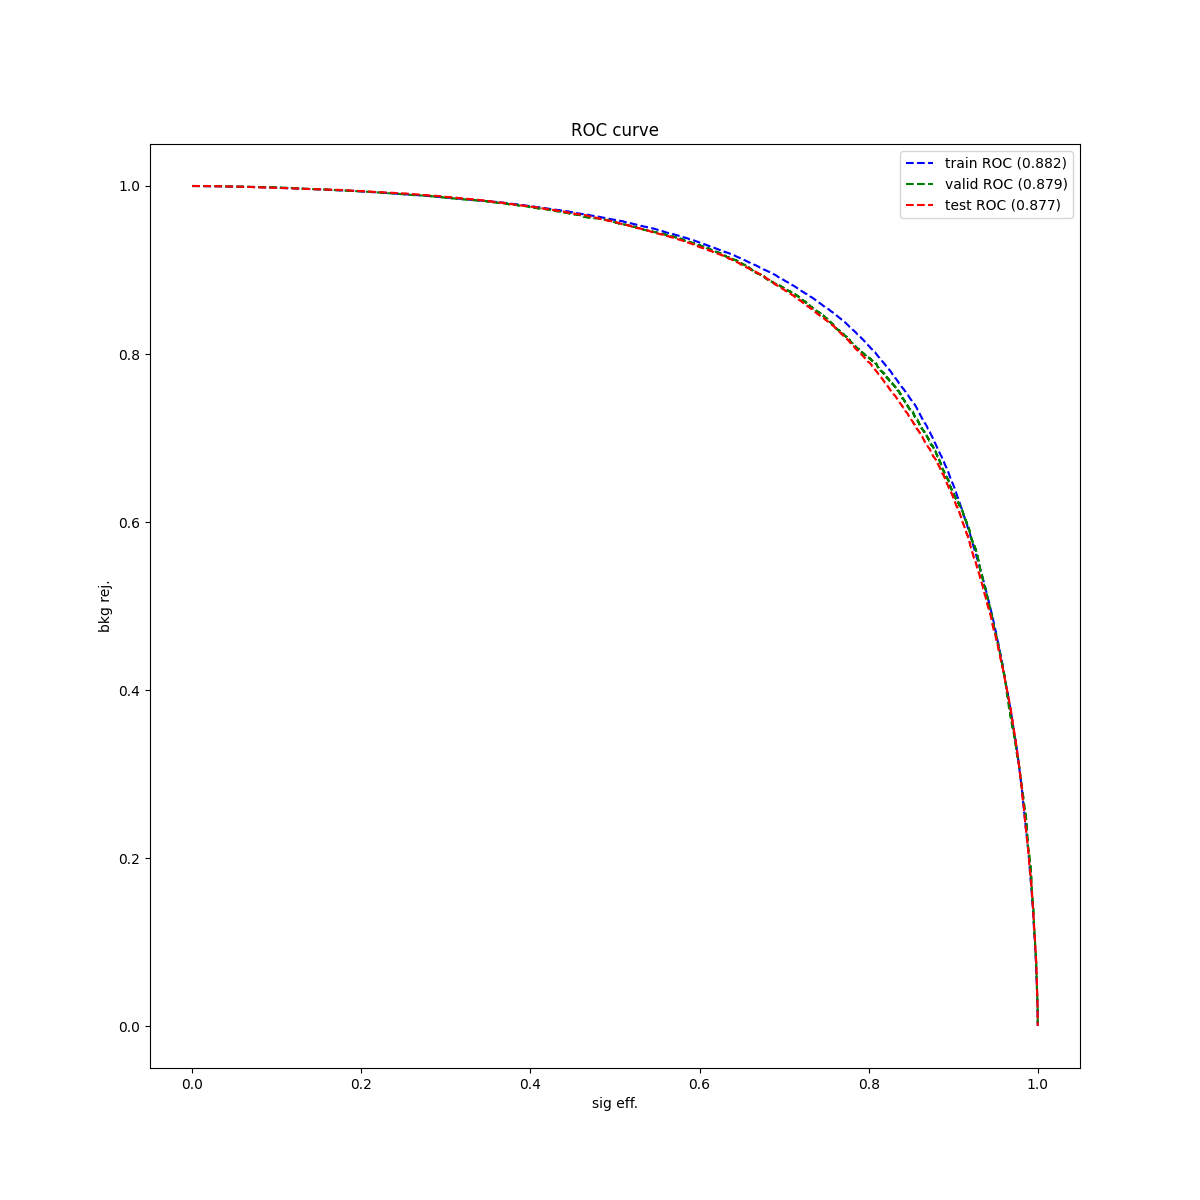 ROC curve
train ROC (0.882)
valid ROC (0.879)
test ROC (0.877)
1.0
0.8
0.6
0.4
0.2
0.0
bkg rej.
0.0 0.2 0.4 0.6 0.8 1.0
sig eff.